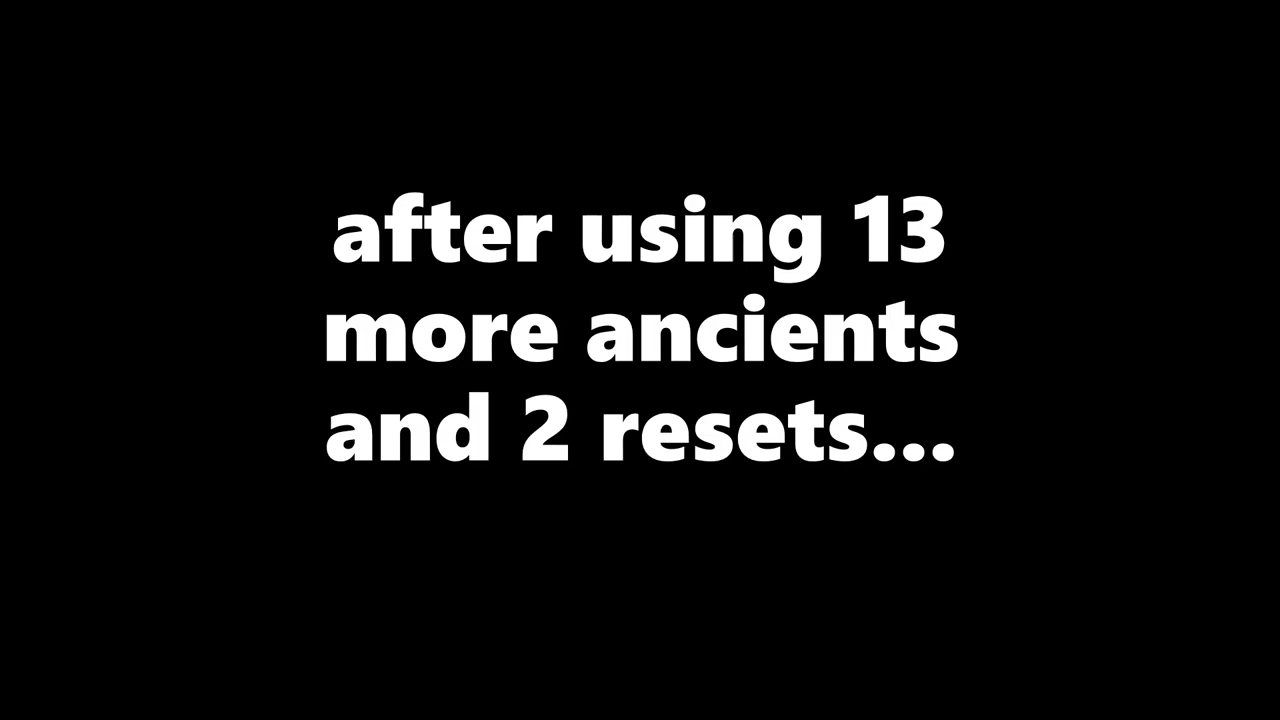 after using 13
more ancients
and 2 resets...